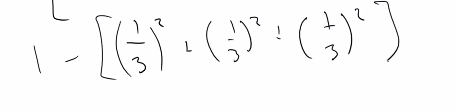 1 - [(1/3)² + (1/3)² + (1/3)²]